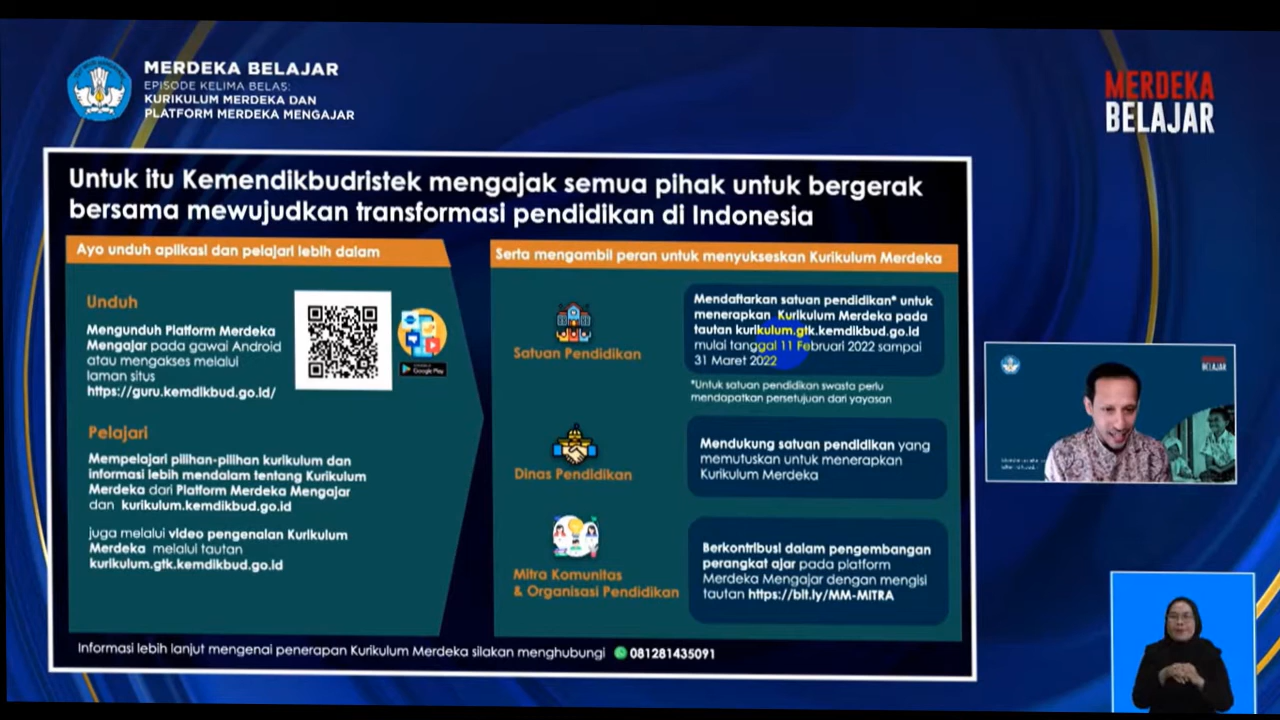 MERDEKA BELAJAR
EPISODE KELIMA BELAS:
KURIKULUM MERDEKA DAN
PLATFORM MERDEKA MENGAJAR
MERDEKA
BELAJAR
Untuk itu Kemendikbudristek mengajak semua pihak untuk bergerak
bersama mewujudkan transformasi pendidikan di Indonesia
Ayo unduh aplikasi dan pelajari lebih dalam
Unduh
Mengunduh Platform Merdeka
Mengajar pada gawai Android
atau mengakses melalui
laman situs
https://guru.kemdikbud.go.id/
Google Play
Pelajari
Mempelajari pilihan-pilihan kurikulum dan
informasi lebih mendalam tentang Kurikulum
Merdeka dari Platform Merdeka Mengajar
dan kurikulum.kemdikbud.go.id
juga melalui video pengenalan Kurikulum
Merdeka melalui tautan
kurikulum.gtk.kemdikbud.go.id
Serta mengambil peran untuk menyukseskan Kurikulum Merdeka
Satuan Pendidikan
Mendaftarkan satuan pendidikan* untuk
menerapkan Kurikulum Merdeka pada
tautan kurikulum.gtk.kemdikbud.go.id
mulai tanggal 11 Februari 2022 sampai
31 Maret 2022
*Untuk satuan pendidikan swasta perlu
mendapatkan persetujuan dari yayasan
Dinas Pendidikan
Mendukung satuan pendidikan yang
memutuskan untuk menerapkan
Kurikulum Merdeka
Mitra Komunitas
& Organisasi Pendidikan
Berkontribusi dalam pengembangan
perangkat ajar pada platform
Merdeka Mengajar dengan mengisi
tautan https://bit.ly/MM-MITRA
Informasi lebih lanjut mengenai penerapan Kurikulum Merdeka silakan menghubungi 081281435091
MERDEKA
BELAJAR